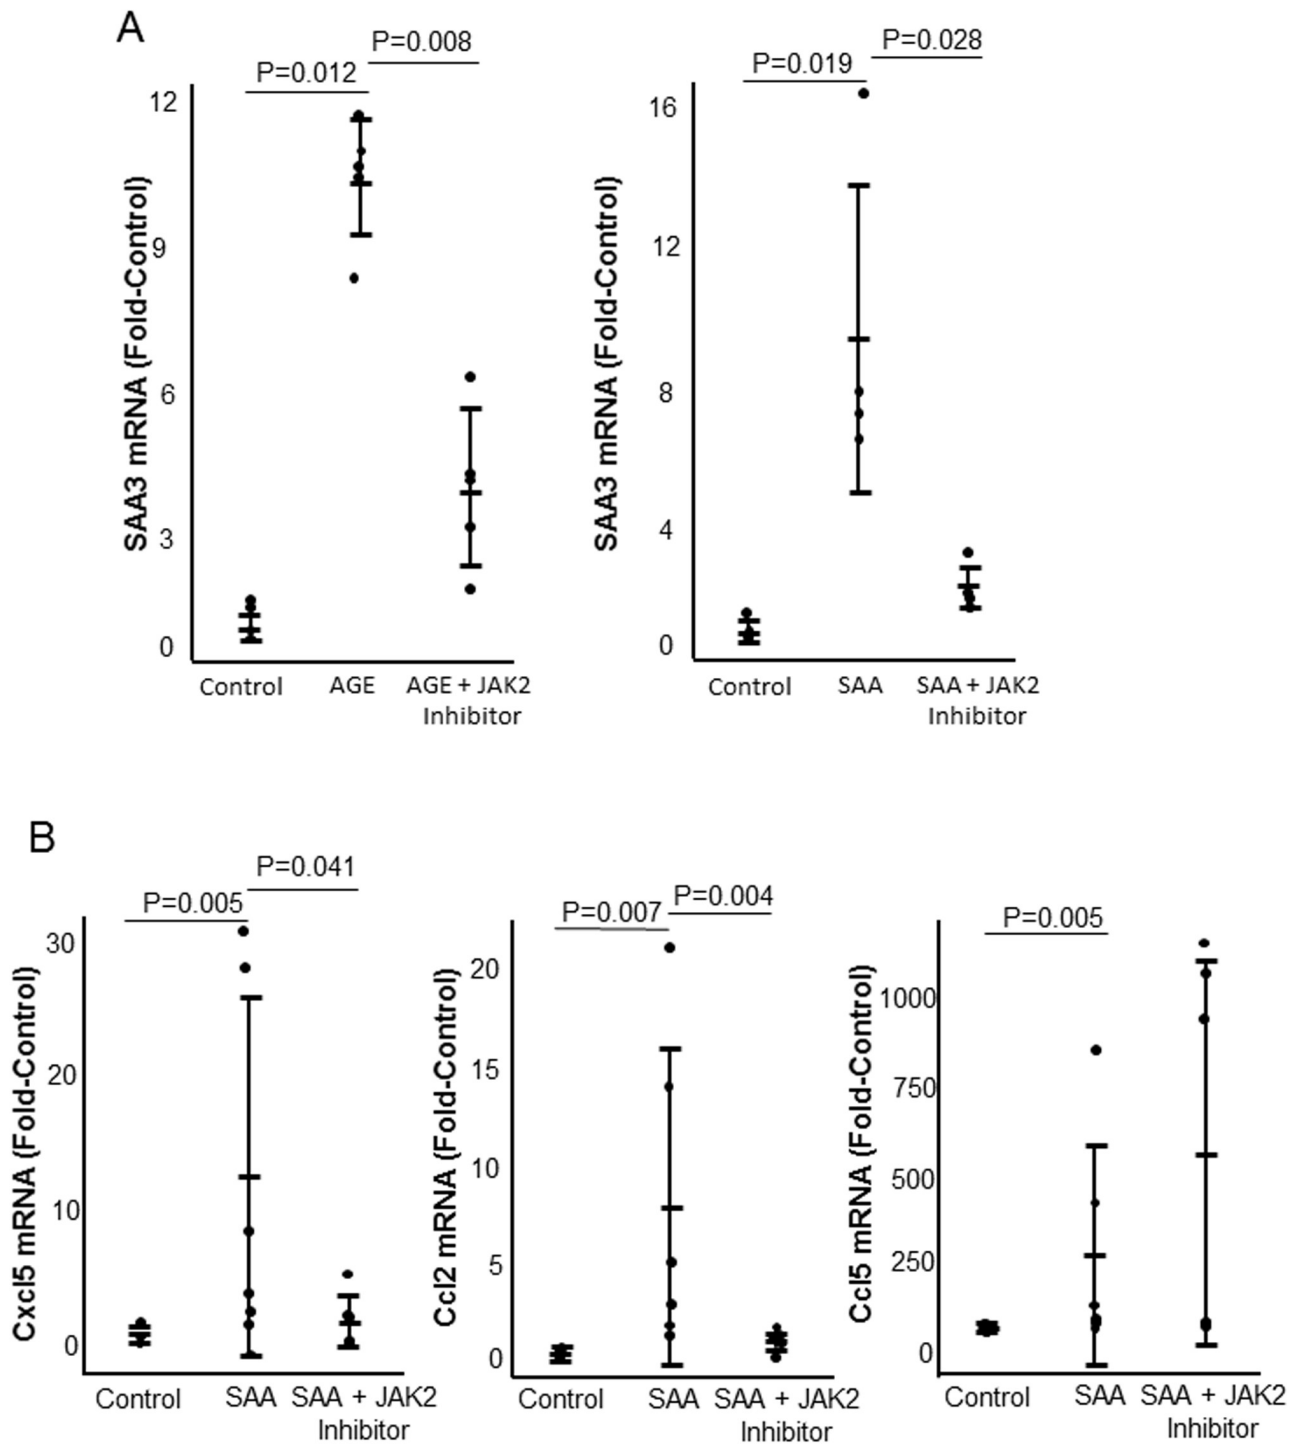 A
P=0.012
P=0.008
SAA3 mRNA (Fold-Control)
12
9
6
3
0
Control
AGE
AGE + JAK2
Inhibitor
P=0.019
P=0.028
SAA3 mRNA (Fold-Control)
16
12
8
4
0
Control
SAA
SAA + JAK2
Inhibitor
B
P=0.005
P=0.041
Cxcl5 mRNA (Fold-Control)
30
20
10
0
Control
SAA
SAA + JAK2
Inhibitor
P=0.007
P=0.004
Ccl2 mRNA (Fold-Control)
20
15
10
5
0
Control
SAA
SAA + JAK2
Inhibitor
P=0.005
Ccl5 mRNA (Fold-Control)
1000
750
500
250
0
Control
SAA
SAA + JAK2
Inhibitor